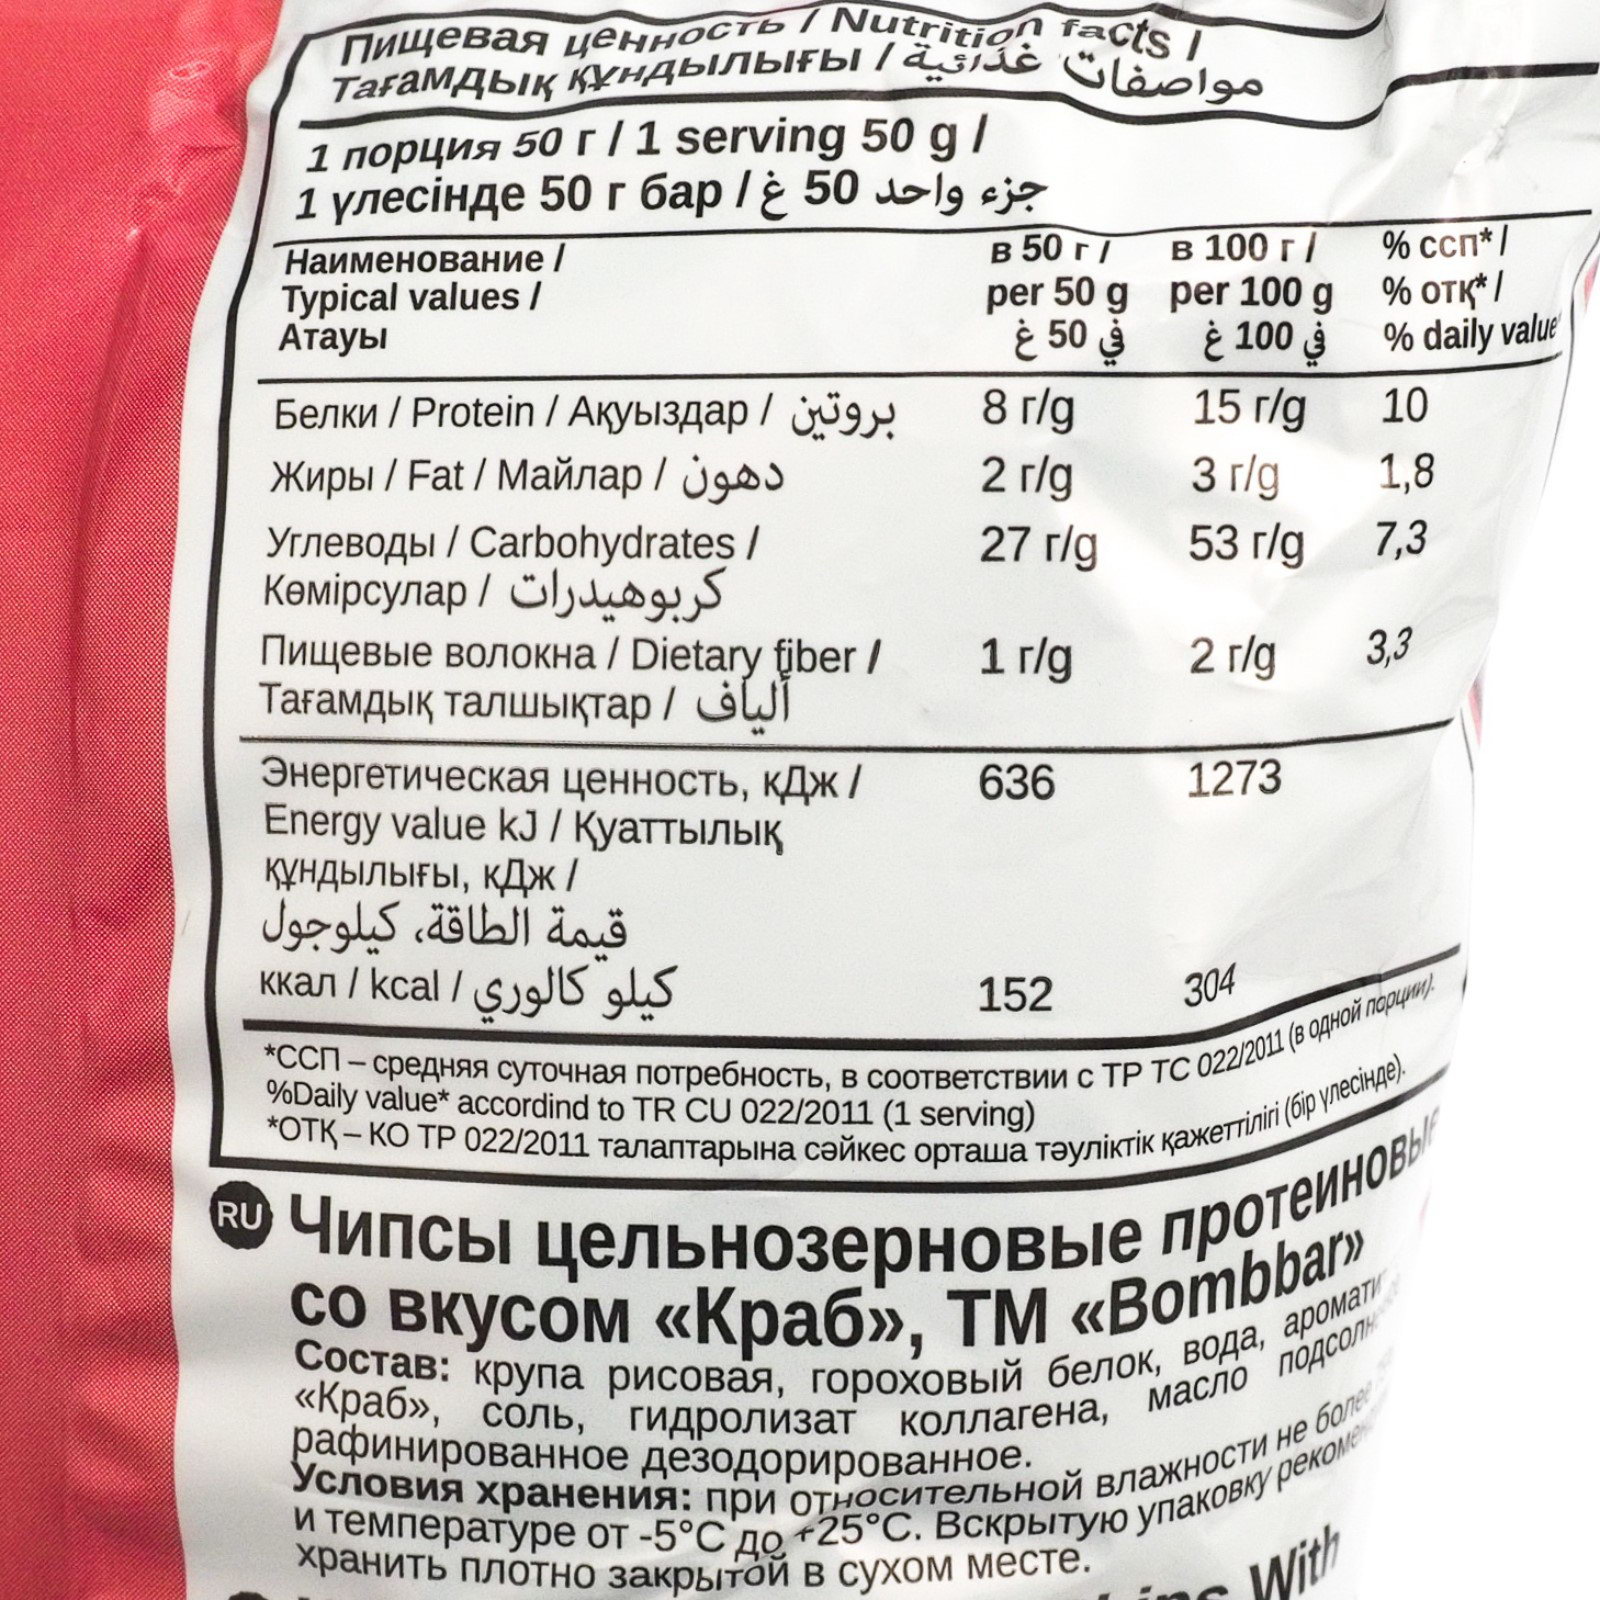 Пищевая ценность / Nutrition facts /
Тағамдық құндылығы / مواصفات غذائية
1 порция 50 г / 1 serving 50 g /
1 үлесінде 50 г бар / جزء واحد 50 غ
Наименование / в 50 г / в 100 г / % ссп* /
Typical values / per 50 g per 100 g % отқ* /
Атауы في 50 غ في 100 غ % daily value*
Белки / Protein / Ақуыздар / بروتين 8 г/g 15 г/g 10
Жиры / Fat / Майлар / دهون 2 г/g 3 г/g 1,8
Углеводы / Carbohydrates / 27 г/g 53 г/g 7,3
Көмірсулар / كربوهيدرات
Пищевые волокна / Dietary fiber / 1 г/g 2 г/g 3,3
Тағамдық талшықтар / ألياف
Энергетическая ценность, кДж / 636 1273
Energy value kJ / Қуаттылық
құндылығы, кДж /
قيمة الطاقة، كيلوجول
ккал / kcal / كيلو كالوري 152 304
*ССП – средняя суточная потребность, в соответствии с ТР ТС 022/2011 (в одной порции).
%Daily value* accordind to TR CU 022/2011 (1 serving)
*ОТҚ – КО ТР 022/2011 талаптарына сәйкес орташа тәуліктік қажеттілігі (бір үлесінде).
RU Чипсы цельнозерновые протеиновые
со вкусом «Краб», ТМ «Bombbar»
Состав: крупа рисовая, гороховый белок, вода,
«Краб», соль, гидролизат коллагена, масло
рафинированное дезодорированное.
Условия хранения: при относительной влажности не более
и температуре от -5°С до +25°С. Вскрытую упаковку
хранить плотно закрытой в сухом месте.
With